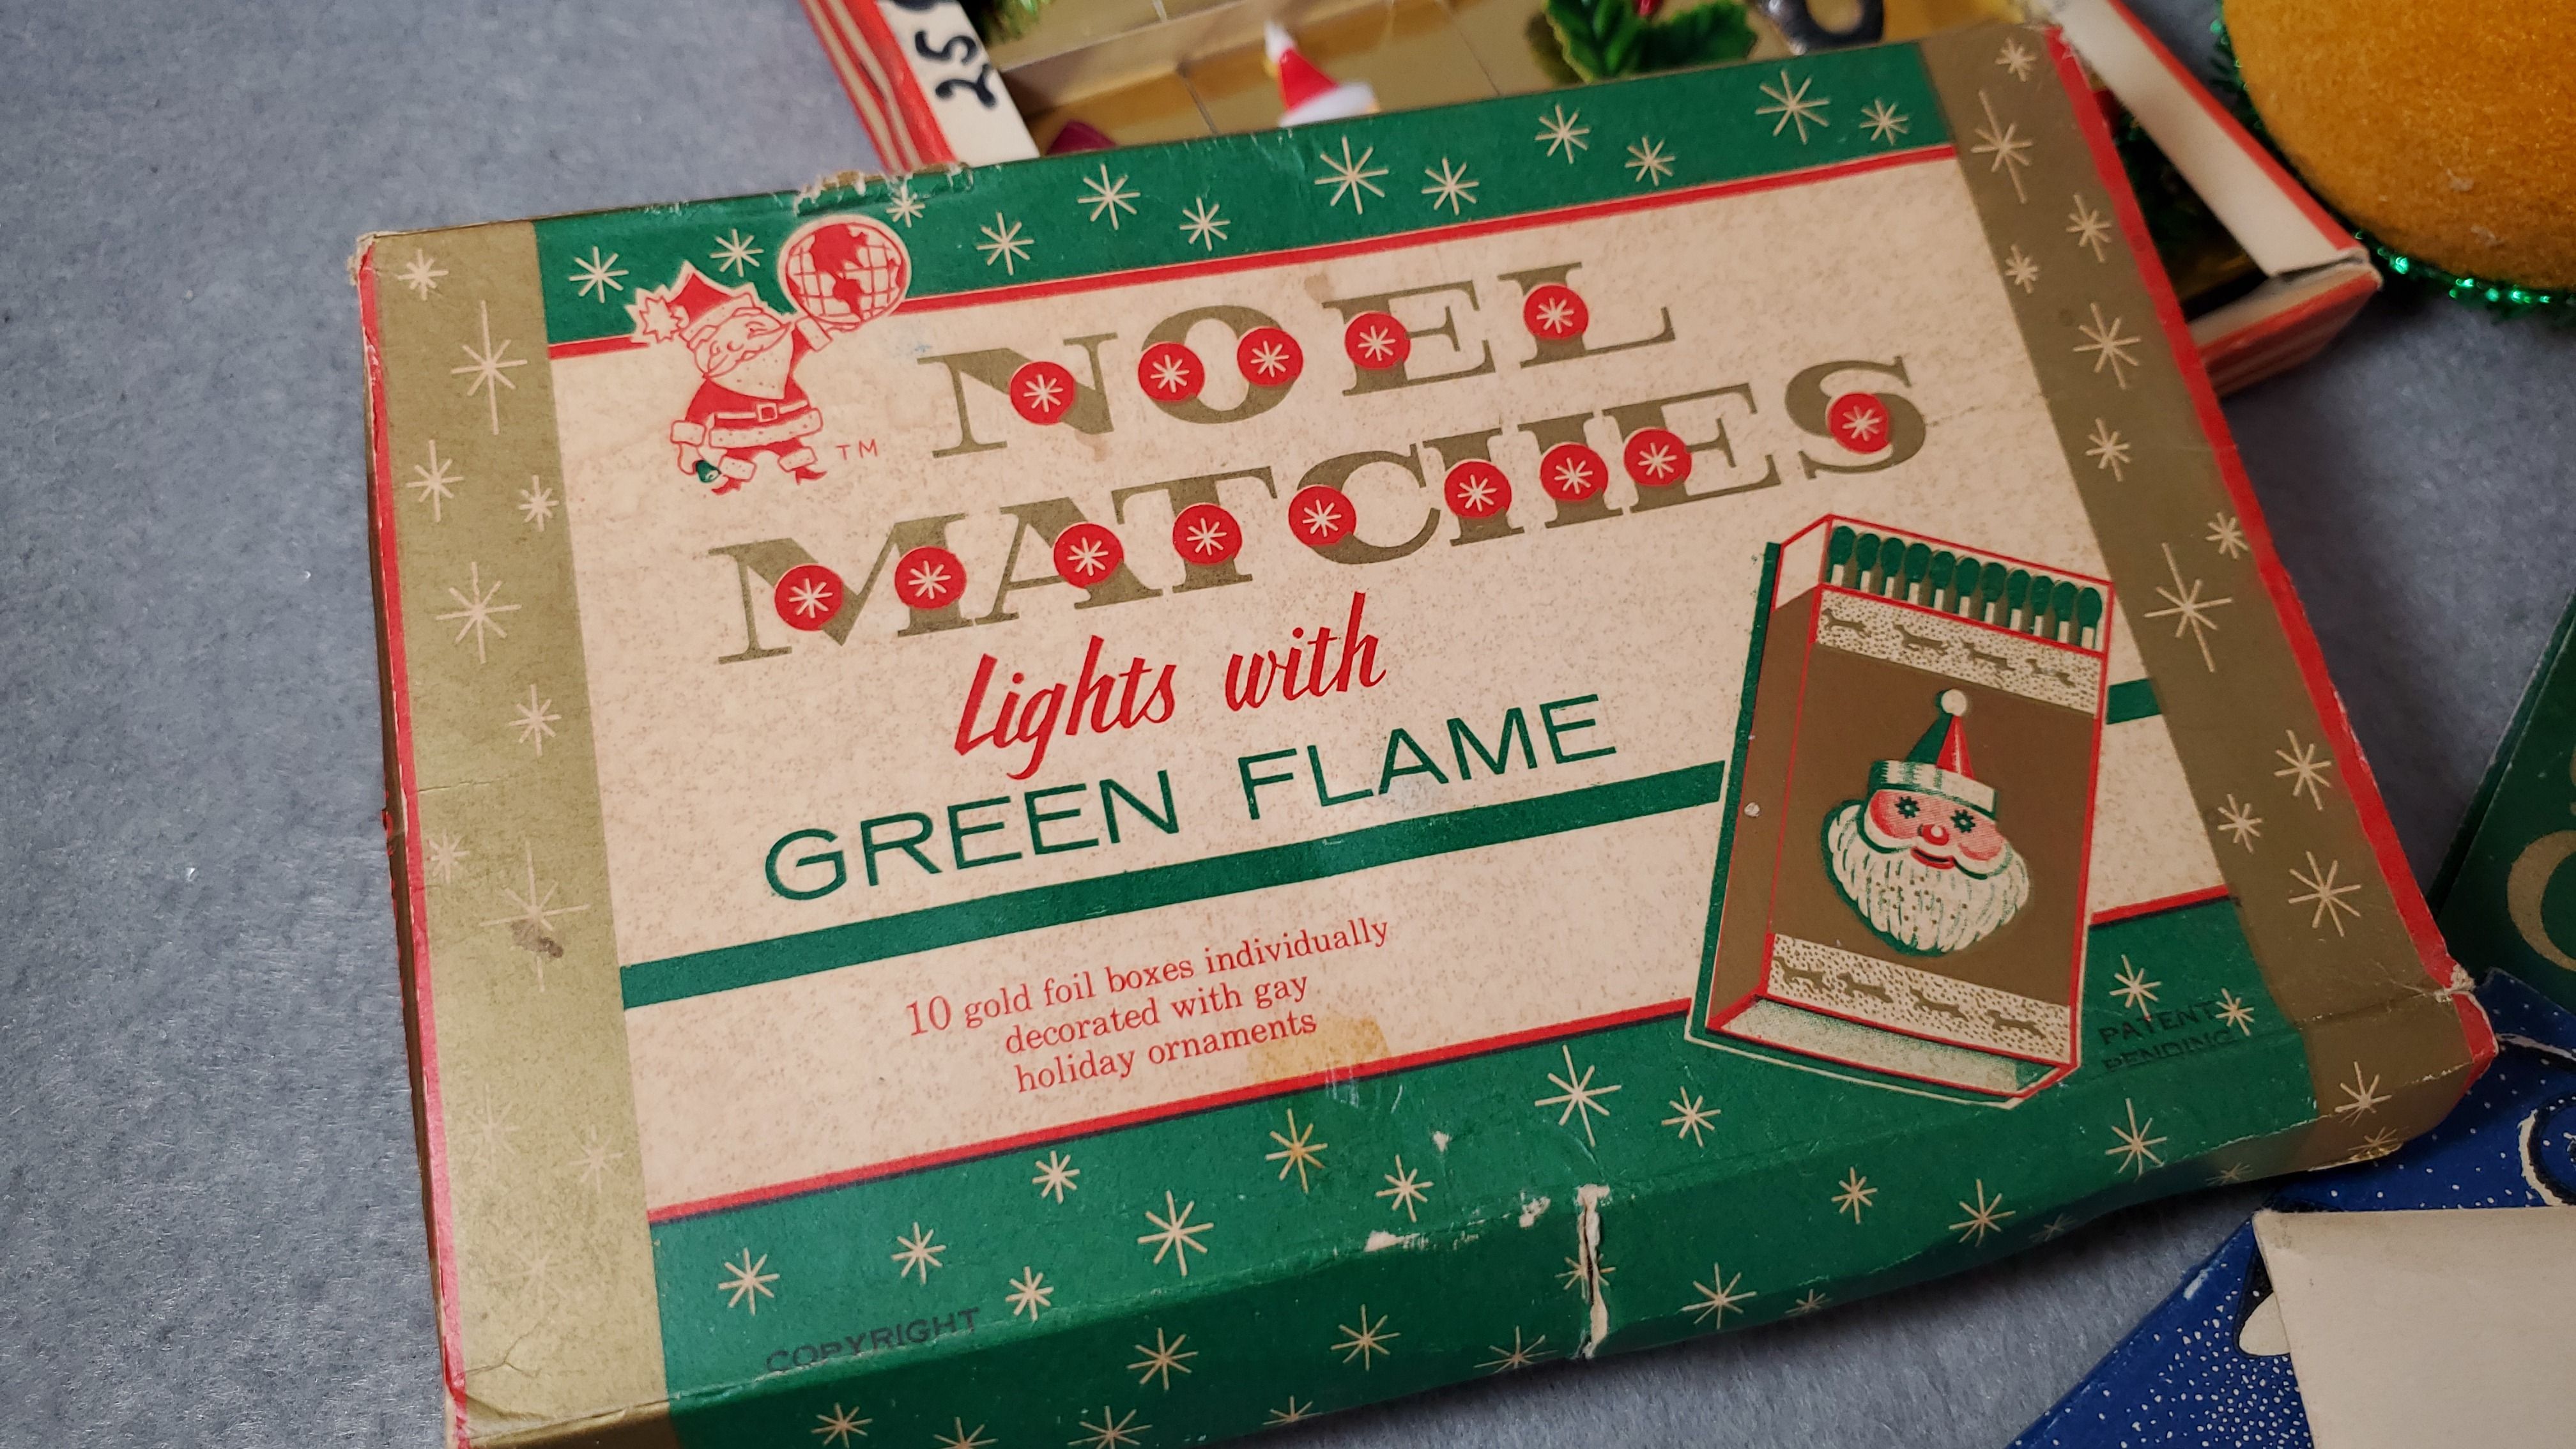 25
TM
NOEL
MATCHES
lights with
GREEN FLAME
10 gold foil boxes individually
decorated with gay
holiday ornaments
PATENT
PENDING
COPYRIGHT